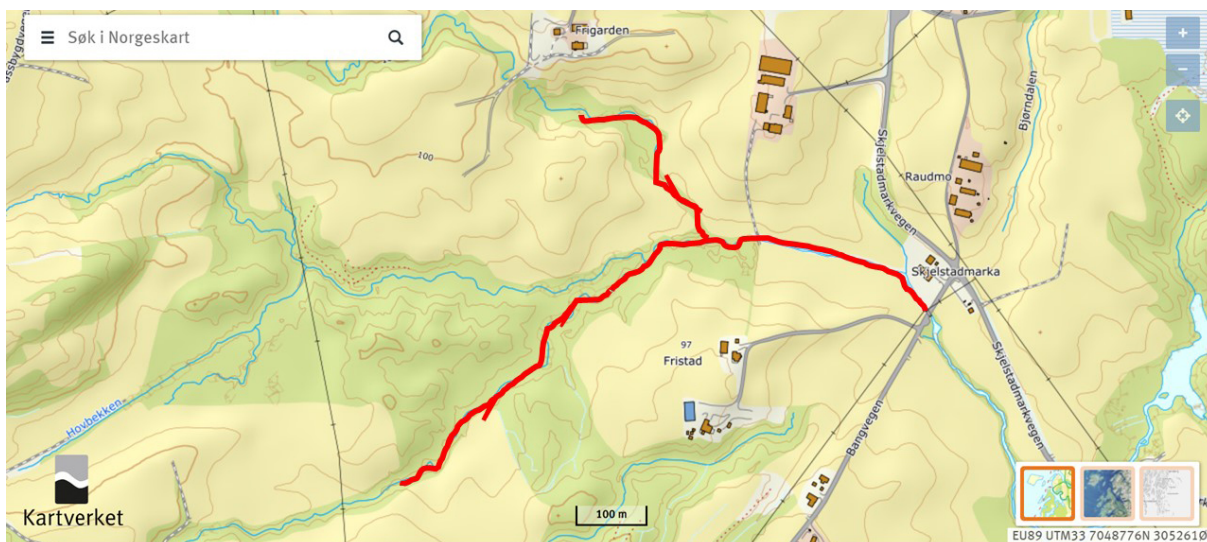 Søk i Norgeskart
Frigarden
Bjørndalen
100
Skjelstadmarkvegen
Raudmo
Skjelstadmarka
97
Fristad
Hovbekken
Bangvegen
Skjelstadmarkvegen
Kartverket
100 m
EU89 UTM33 7048776N 305261Ø